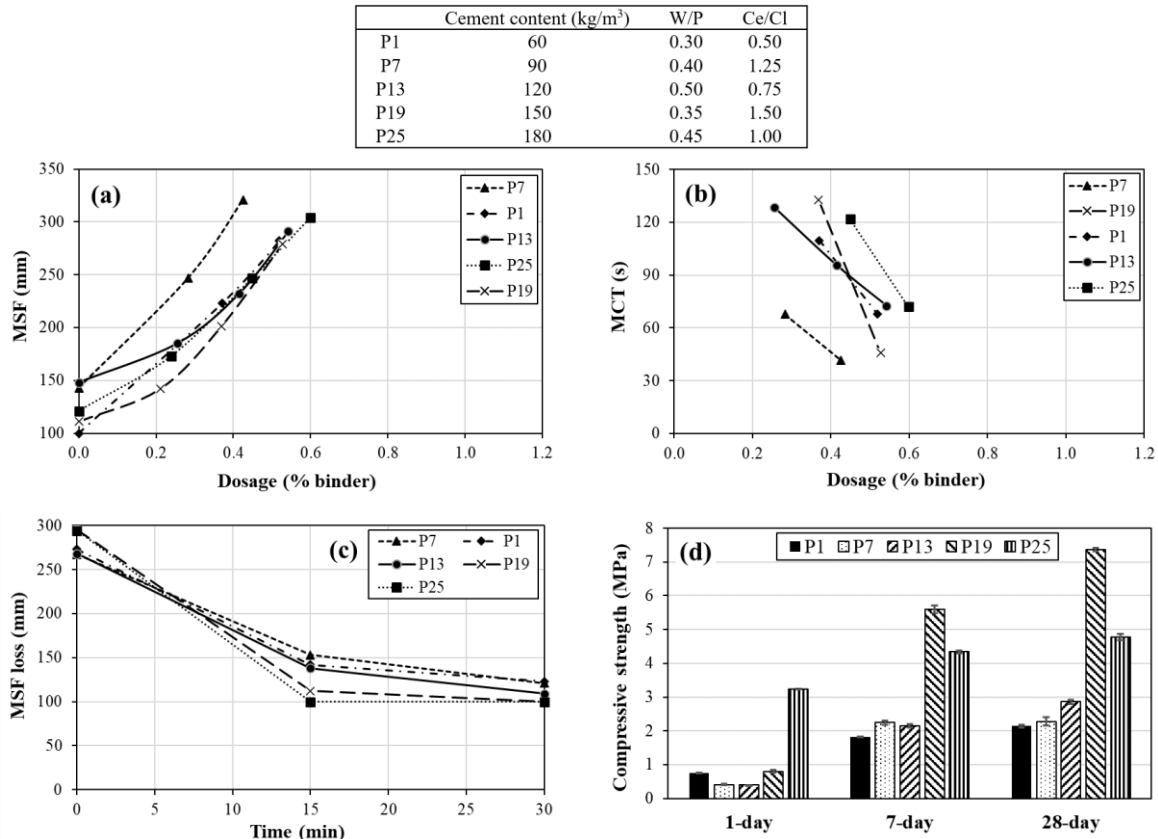 Cement content (kg/m³) W/P Ce/Cl
P1 60 0.30 0.50
P7 90 0.40 1.25
P13 120 0.50 0.75
P19 150 0.35 1.50
P25 180 0.45 1.00
(a)
MSF (mm)
350
300
250
200
150
100
0.0 0.2 0.4 0.6 0.8 1.0 1.2
Dosage (% binder)
P7
P1
P13
P25
P19
(b)
MCT (s)
150
120
90
60
30
0
0.0 0.2 0.4 0.6 0.8 1.0 1.2
Dosage (% binder)
P7
P19
P1
P13
P25
(c)
MSF loss (mm)
300
250
200
150
100
50
0
0 15 30
Time (min)
P7 P1
P13 P19
P25
(d)
Compressive strength (MPa)
8
7
6
5
4
3
2
1
0
P1 P7 P13 P19 P25
1-day 7-day 28-day